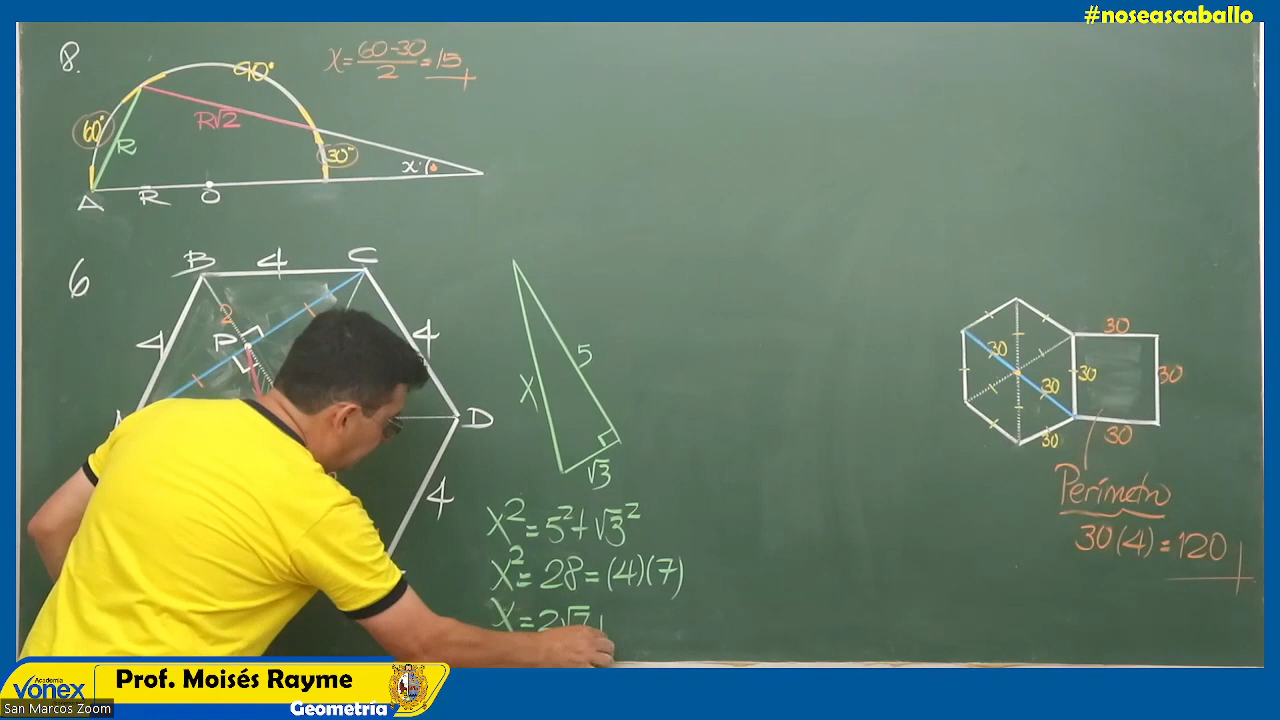 #noseascaballo
8.
x = 60-30 / 2 = 15
90°
60°
R
R√2
30°
x
A
R
O
6
B
4
C
4
2
P
4
D
4
5
x
√3
x² = 5² + √3²
x² = 28 = (4)(7)
x = 2√7
30
30
30
30
30
30
30
Perímetro
30(4) = 120
Academia
VONEX
Prof. Moisés Rayme
Geometría
San Marcos Zoom